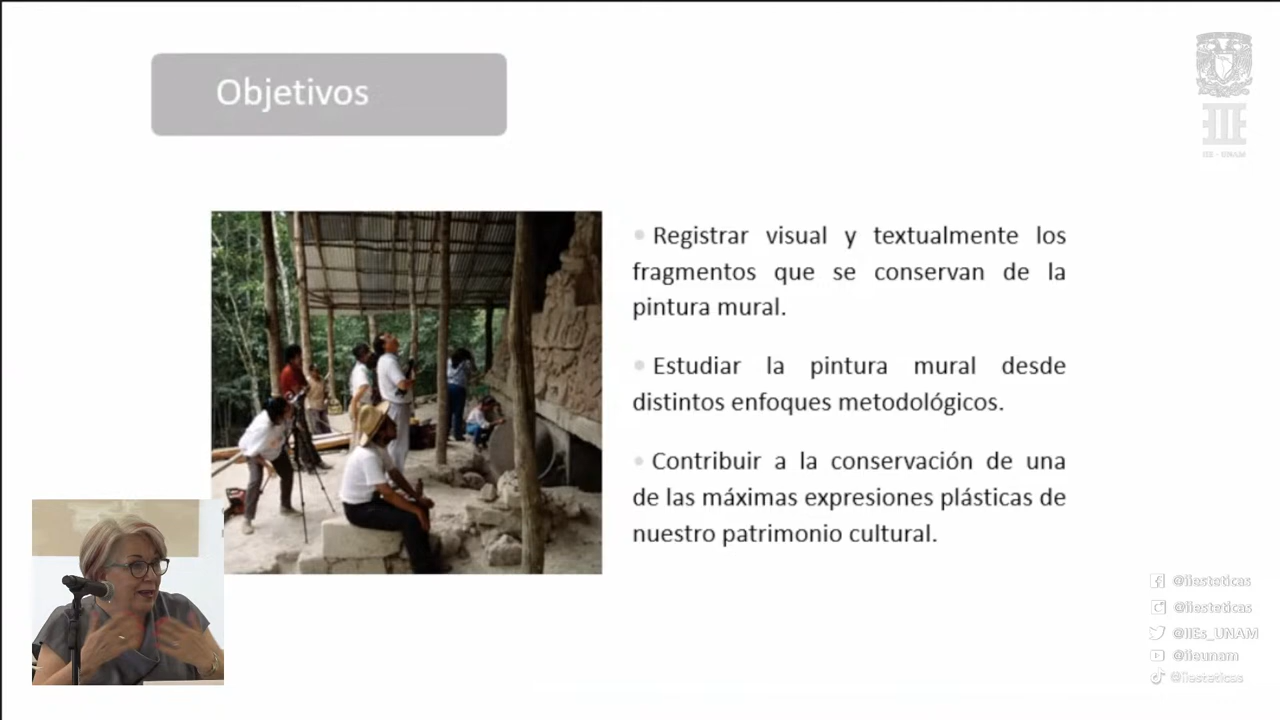 Objetivos
• Registrar visual y textualmente los
fragmentos que se conservan de la
pintura mural.
• Estudiar la pintura mural desde
distintos enfoques metodológicos.
• Contribuir a la conservación de una
de las máximas expresiones plásticas de
nuestro patrimonio cultural.
IIE - UNAM
@iiesteticas
@iiesteticas
@IIEs_UNAM
@iieunam
@iiesteticas